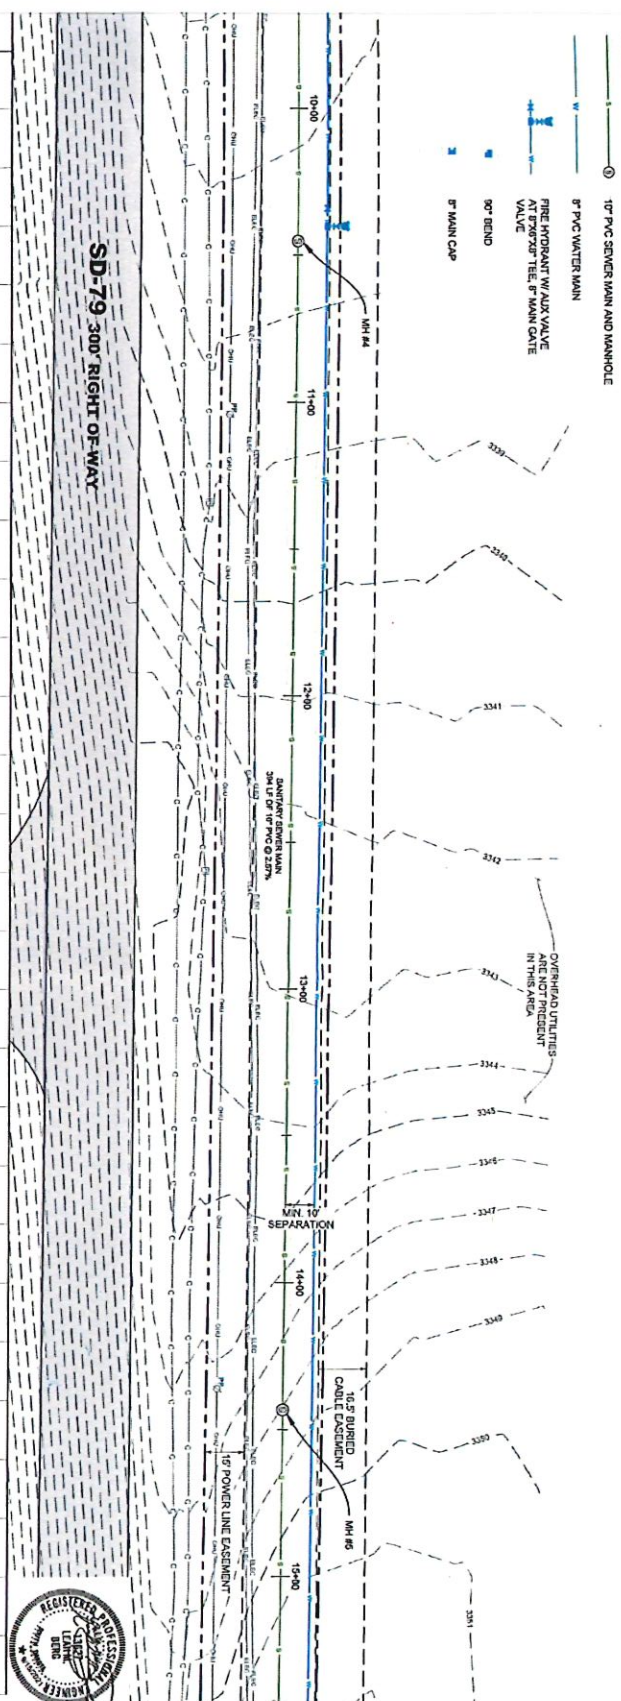 10" PVC SEWER MAIN AND MANHOLE
8" PVC WATER MAIN
FIRE HYDRANT W/ AUX VALVE
AT 8"X6"X8" TEE, 8" MAIN GATE
VALVE
90° BEND
8" MAIN CAP
MH #4
10+00
11+00
12+00
13+00
14+00
15+00
3339
3340
3341
3342
3343
3344
3345
3346
3347
3348
3349
3350
3351
OVERHEAD UTILITIES
ARE NOT PRESENT
IN THIS AREA
SANITARY SEWER MAIN
394 LF OF 10" PVC @ 2.57%
MIN. 10'
SEPARATION
16.5' BURIED
CABLE EASEMENT
MH #5
15' POWER LINE EASEMENT
SD-79 300' RIGHT OF WAY
REGISTERED PROFESSIONAL ENGINEER
LEAH M.
BERG